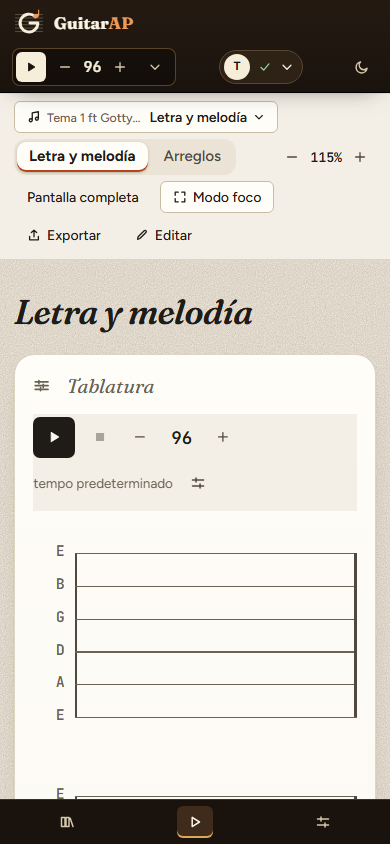 GuitarAP
96
T
Tema 1 ft Gotty... Letra y melodía
Letra y melodía Arreglos 115%
Pantalla completa Modo foco
Exportar Editar
Letra y melodía
Tablatura
96
tempo predeterminado
E
B
G
D
A
E
E